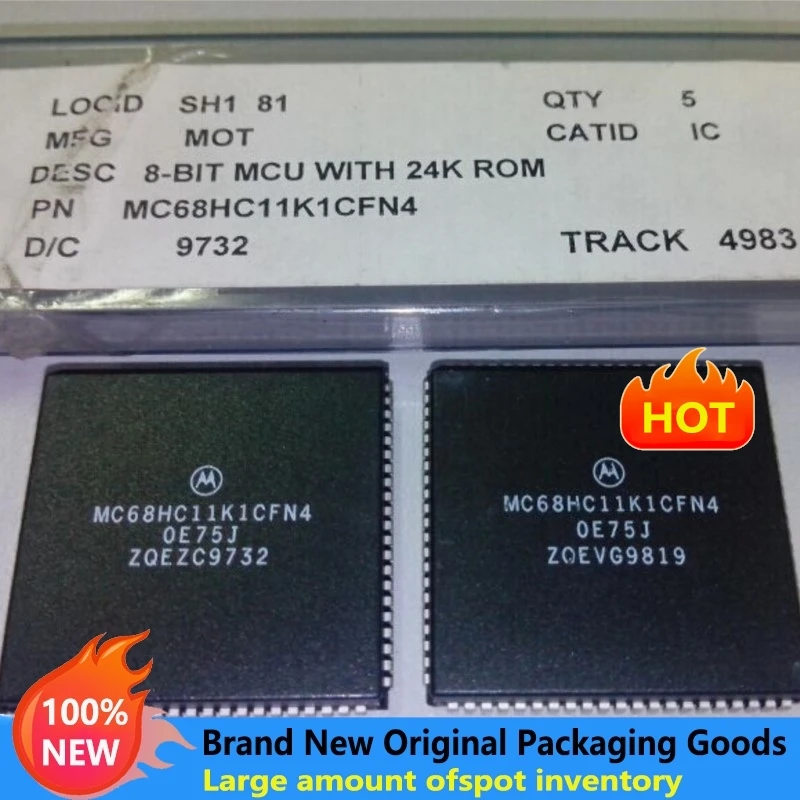 LOCID SH1 81 QTY 5
MFG MOT CATID IC
DESC 8-BIT MCU WITH 24K ROM
PN MC68HC11K1CFN4
D/C 9732 TRACK 4983
HOT
MC68HC11K1CFN4
0E75J
ZQEZC9732
MC68HC11K1CFN4
0E75J
ZQEVG9819
100%
NEW
Brand New Original Packaging Goods
Large amount ofspot inventory